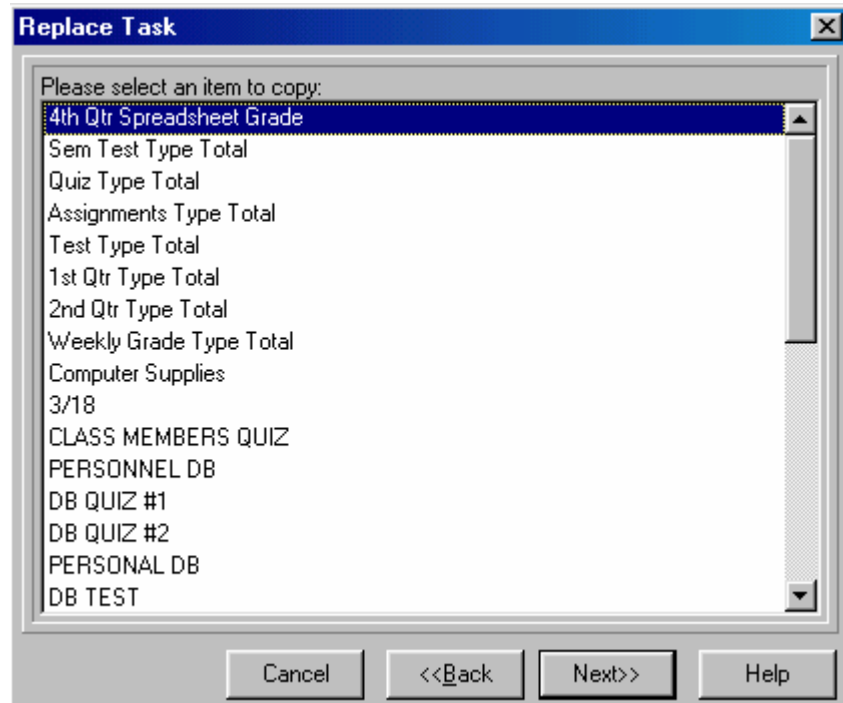 Replace Task
Please select an item to copy:
4th Qtr Spreadsheet Grade
Sem Test Type Total
Quiz Type Total
Assignments Type Total
Test Type Total
1st Qtr Type Total
2nd Qtr Type Total
Weekly Grade Type Total
Computer Supplies
3/18
CLASS MEMBERS QUIZ
PERSONNEL DB
DB QUIZ #1
DB QUIZ #2
PERSONAL DB
DB TEST
Cancel <<Back Next>> Help